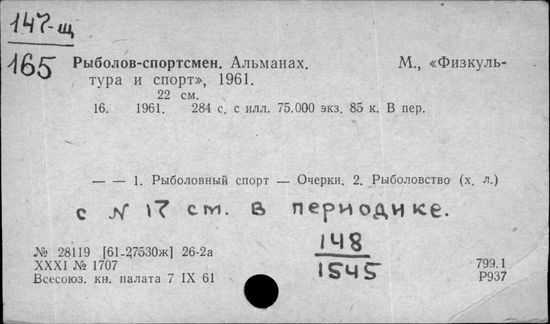 147-щ
165
Рыболов-спортсмен. Альманах. М., «Физкуль-
тура и спорт», 1961.
22 см.
16. 1961. 284 с. с илл. 75.000 экз. 85 к. В пер.
— — 1. Рыболовный спорт — Очерки. 2. Рыболовство (х. л.)
с № 17 см. в периодике.
148
1545
№ 28119 [61-27530ж] 26-2а
XXXI № 1707
Всесоюз. кн. палата 7 IX 61
799.1
Р937